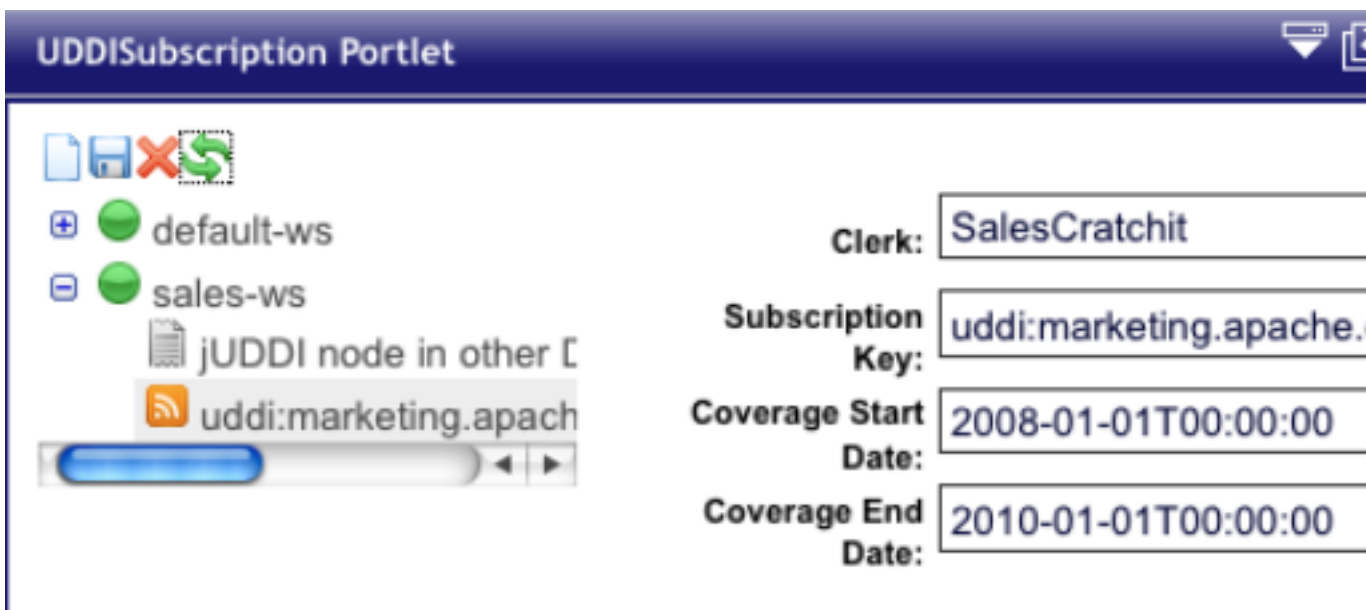 UDDISubscription Portlet
default-ws
sales-ws
jUDDI node in other
uddi:marketing.apach
Clerk: SalesCratchit
Subscription
Key: uddi:marketing.apache.
Coverage Start
Date: 2008-01-01T00:00:00
Coverage End
Date: 2010-01-01T00:00:00